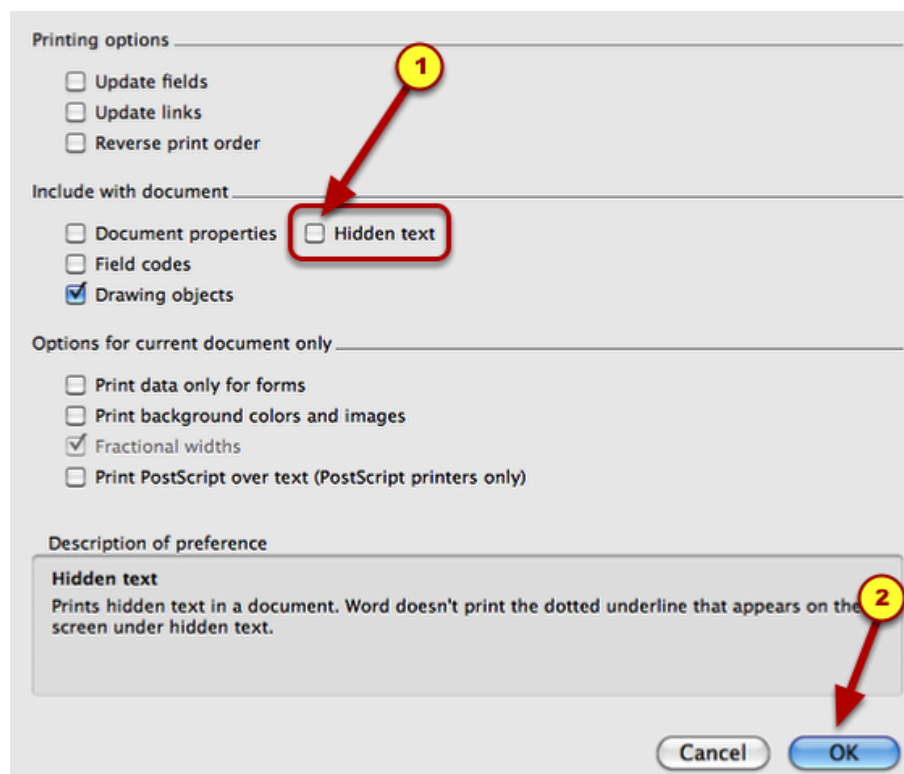 Printing options
1
Update fields
Update links
Reverse print order
Include with document
Document properties Hidden text
Field codes
Drawing objects
Options for current document only
Print data only for forms
Print background colors and images
Fractional widths
Print PostScript over text (PostScript printers only)
Description of preference
Hidden text
Prints hidden text in a document. Word doesn't print the dotted underline that appears on the
2
screen under hidden text.
Cancel OK